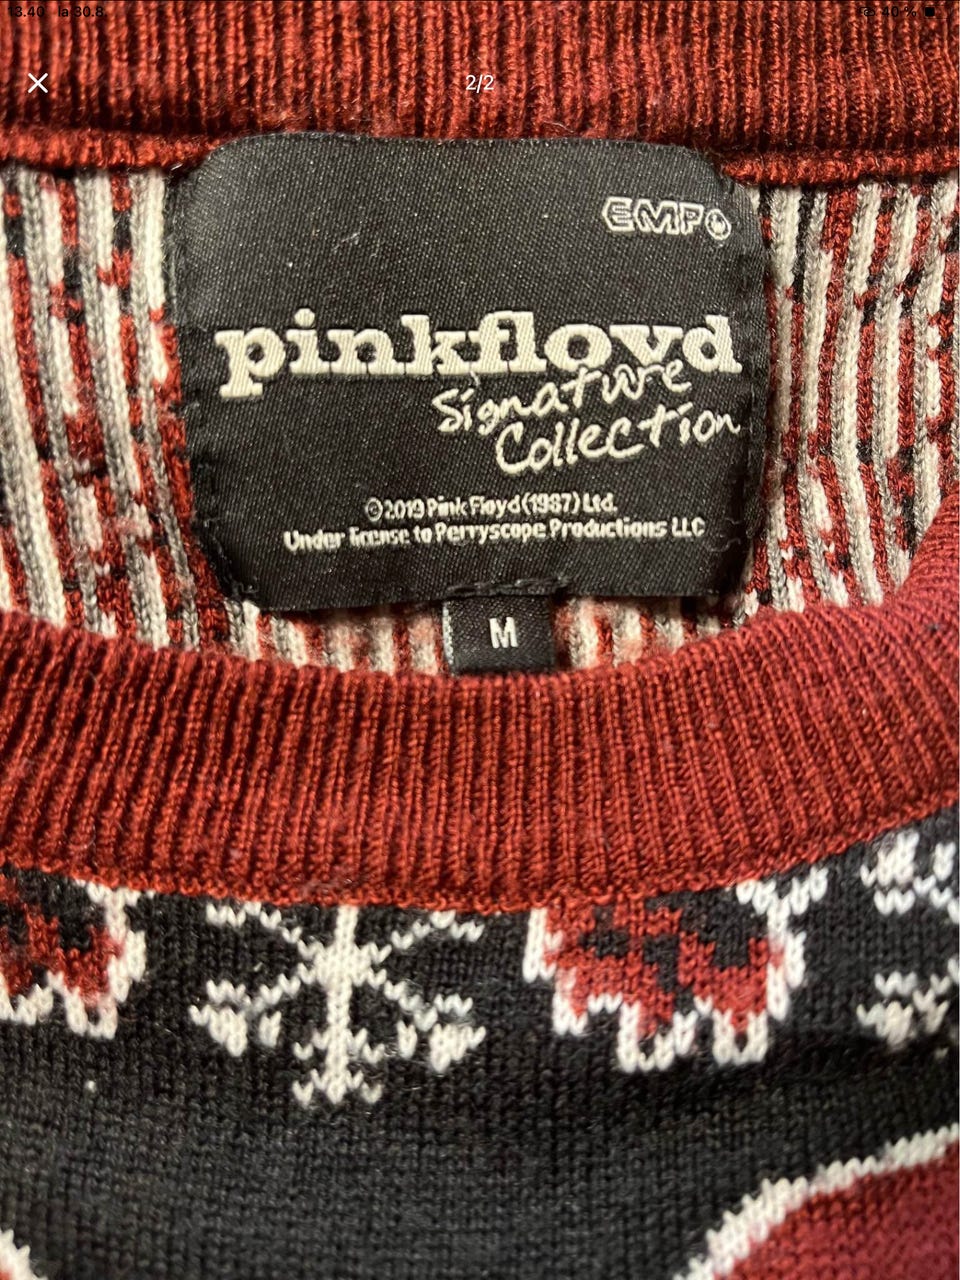 13.40 la 30.8.
40 %
2/2
EMP
pinkfloyd
Signature
Collection
©2019 Pink Floyd (1987) Ltd.
Under license to Perryscope Productions LLC
M